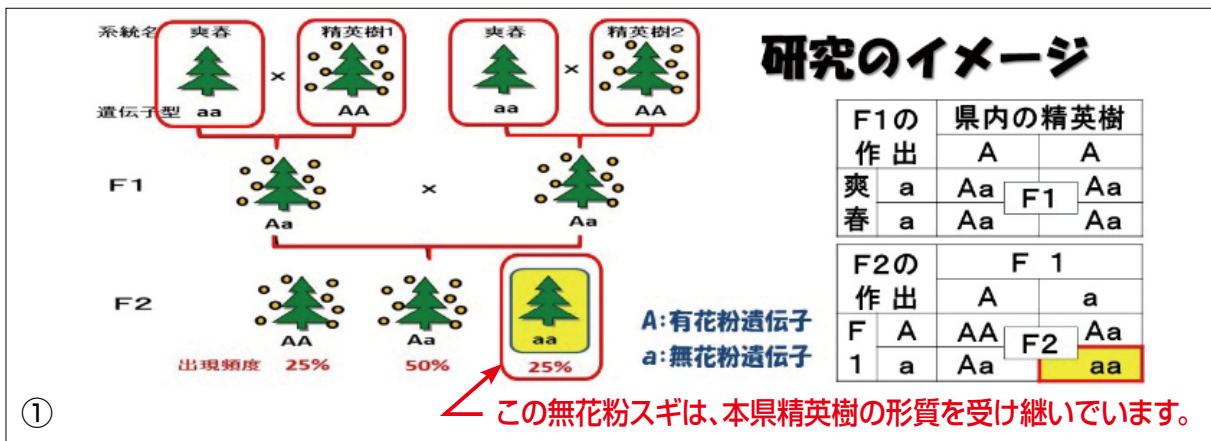 系統名 爽春 精英樹1 爽春 精英樹2
× ×
遺伝子型 aa AA aa AA
研究のイメージ
F1 × 
Aa Aa
F2
AA Aa aa
出現頻度 25% 50% 25%
A:有花粉遺伝子
a:無花粉遺伝子
F1の作出 県内の精英樹
A A
爽春 a Aa Aa
F1
a Aa Aa
F2の作出 F 1
A a
F1 A AA Aa
F2
a Aa aa
① この無花粉スギは、本県精英樹の形質を受け継いでいます。